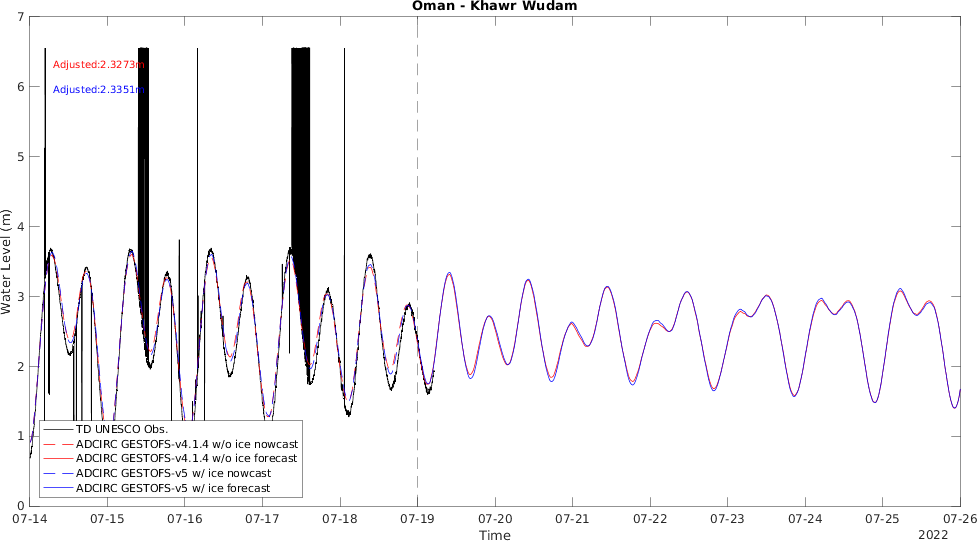 Oman - Khawr Wudam
7
6
5
4
3
2
1
0
Water Level (m)
Adjusted:2.3273m
Adjusted:2.3351m
TD UNESCO Obs.
ADCIRC GESTOFS-v4.1.4 w/o ice nowcast
ADCIRC GESTOFS-v4.1.4 w/o ice forecast
ADCIRC GESTOFS-v5 w/ ice nowcast
ADCIRC GESTOFS-v5 w/ ice forecast
07-14 07-15 07-16 07-17 07-18 07-19 07-20 07-21 07-22 07-23 07-24 07-25 07-26
Time
2022